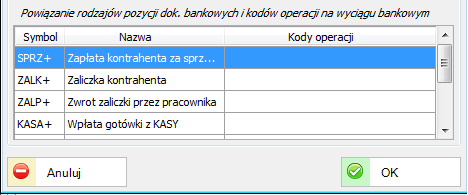 Powiązanie rodzajów pozycji dok. bankowych i kodów operacji na wyciągu bankowym
Symbol Nazwa Kody operacji
SPRZ+ Zapłata kontrahenta za sprz...
ZALK+ Zaliczka kontrahenta
ZALP+ Zwrot zaliczki przez pracownika
KASA+ Wpłata gotówki z KASY
Anuluj OK